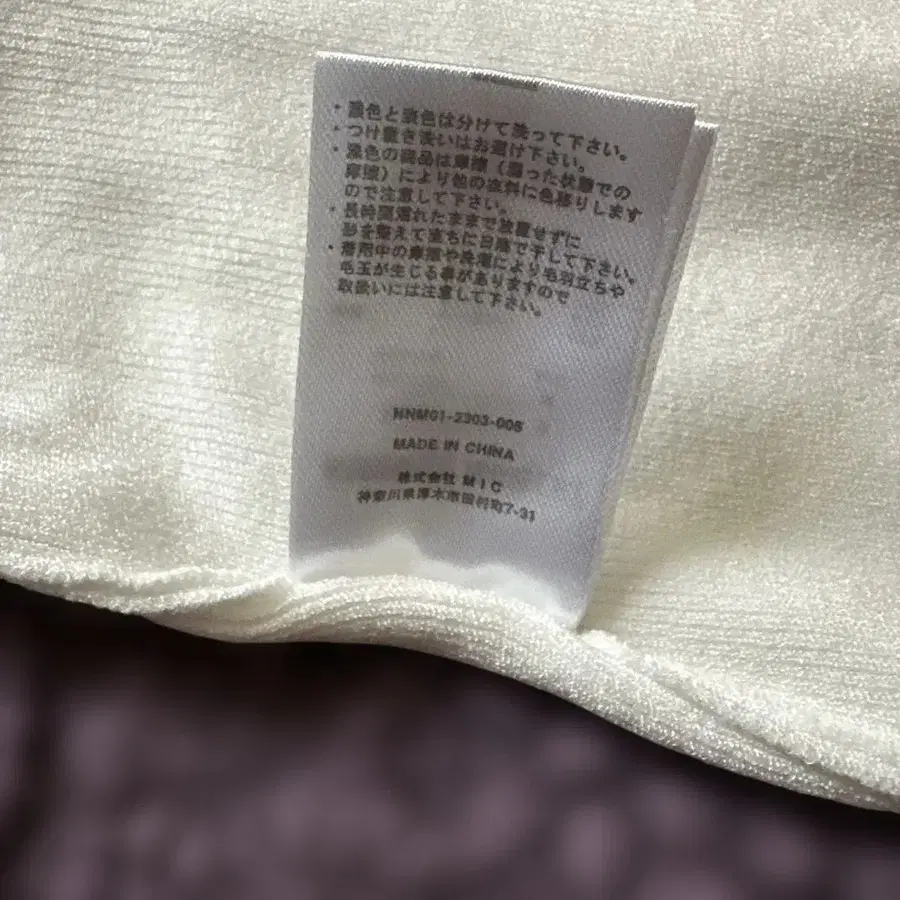 ・濃色と淡色は分けて洗って下さい。
・つけ置き洗いはお避け下さい。
・濃色の商品は摩擦（湿った状態での
摩擦）により他の衣料に色移りします
ので注意して下さい。
・長時間濡れたままで放置せずに
形を整えて直ちに日陰で干して下さい。
・着用中の摩擦や洗濯により毛羽立ちや
毛玉が生じる事がありますので
取扱いには注意して下さい。
NNM01-2303-006
MADE IN CHINA
株式会社 MIC
神奈川県厚木市田村町7-31